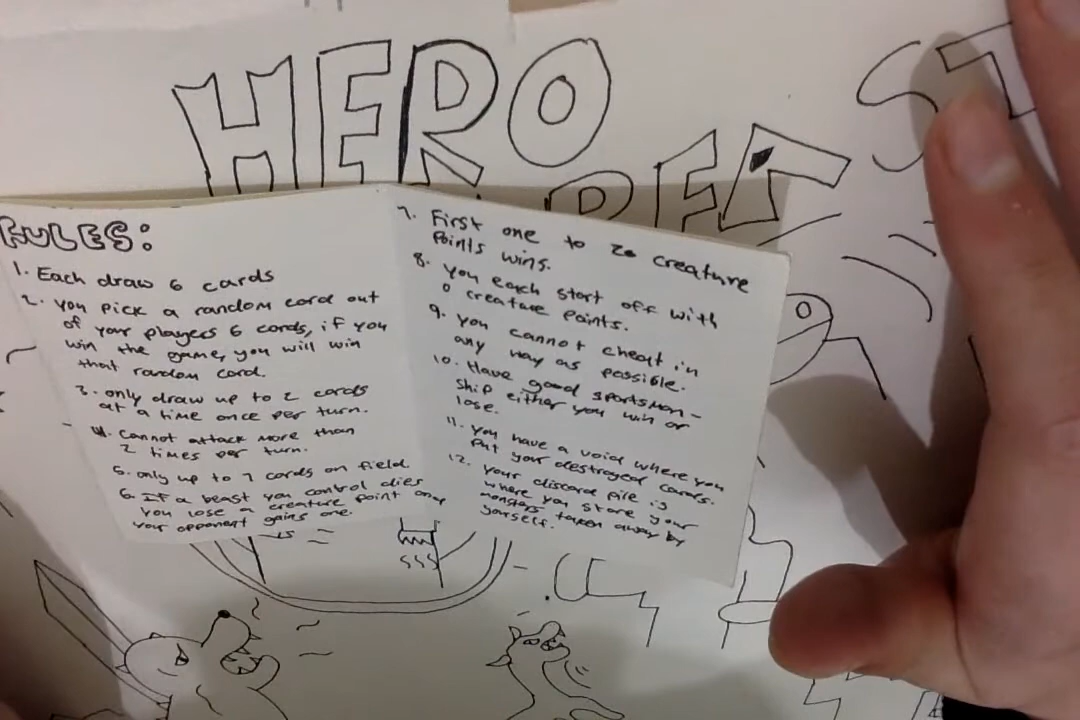 HERO
ST
RULES:
1. Each draw 6 cards
2. you pick a random card out
of your players 6 cards, if you
win the game, you will win
that random card.
3. only draw up to 2 cards
at a time once per turn.
4. Cannot attack more than
2 times per turn.
5. only up to 7 cards on field
6. If a beast you control dies
you lose a creature point and
your opponent gains one.
7. First one to 20 creature
Points wins.
8. you each start off with
0 creature points.
9. you cannot cheat in
any way as possible.
10. Have good sportsmon-
ship either you win or
lose.
11. you have a void where you
put your destroyed cards.
12. your discard pile is
where you store your
monsters taken away by
yourself.